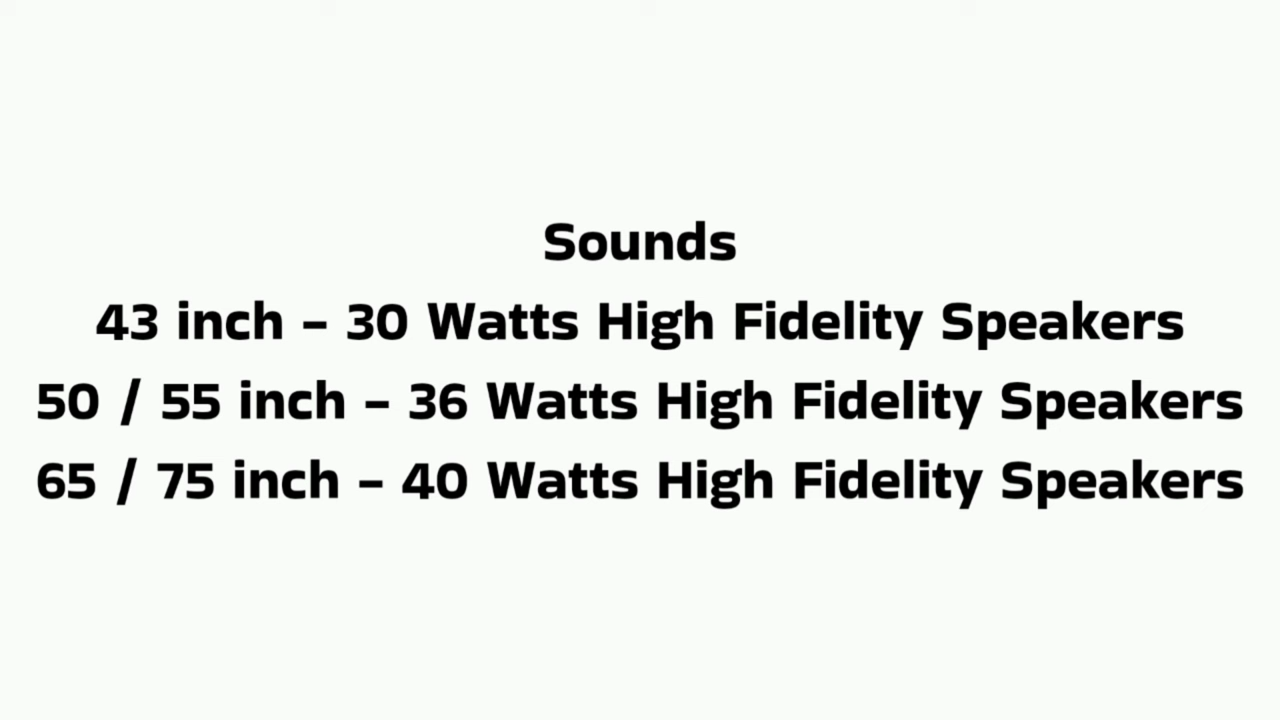 Sounds
43 inch – 30 Watts High Fidelity Speakers
50 / 55 inch – 36 Watts High Fidelity Speakers
65 / 75 inch – 40 Watts High Fidelity Speakers